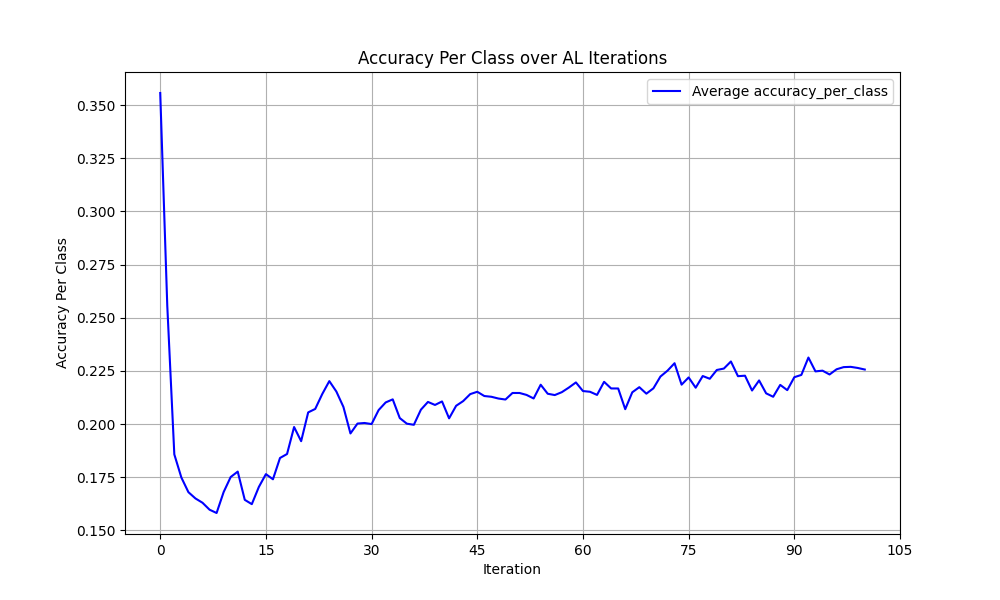 Accuracy Per Class over AL Iterations
Average accuracy_per_class
Accuracy Per Class
0.350
0.325
0.300
0.275
0.250
0.225
0.200
0.175
0.150
0 15 30 45 60 75 90 105
Iteration